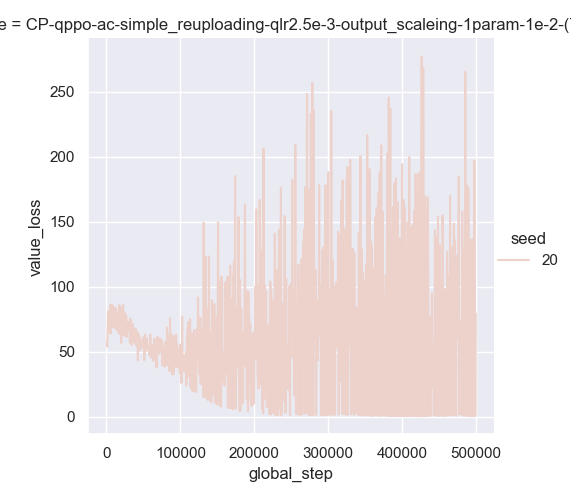 e = CP-qppo-ac-simple_reuploading-qlr2.5e-3-output_scaleing-1param-1e-2-(
250
200
150
100
50
0
value_loss
0 100000 200000 300000 400000 500000
global_step
seed
20